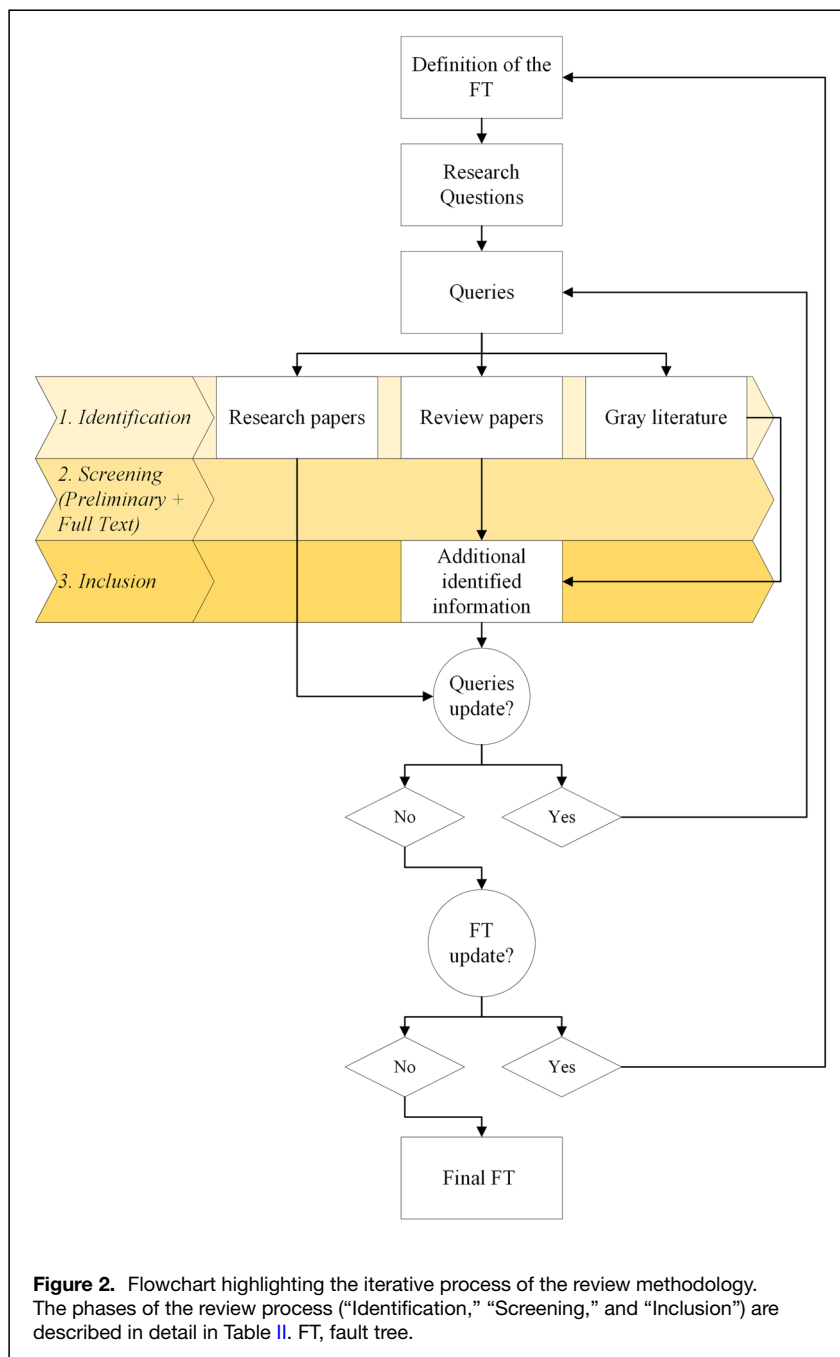 Definition of the
FT
Research
Questions
Queries
1. Identification
Research papers
Review papers
Gray literature
2. Screening
(Preliminary +
Full Text)
3. Inclusion
Additional
identified
information
Queries
update?
No
Yes
FT
update?
No
Yes
Final FT
Figure 2. Flowchart highlighting the iterative process of the review methodology.
The phases of the review process (“Identification,” “Screening,” and “Inclusion”) are
described in detail in Table II. FT, fault tree.